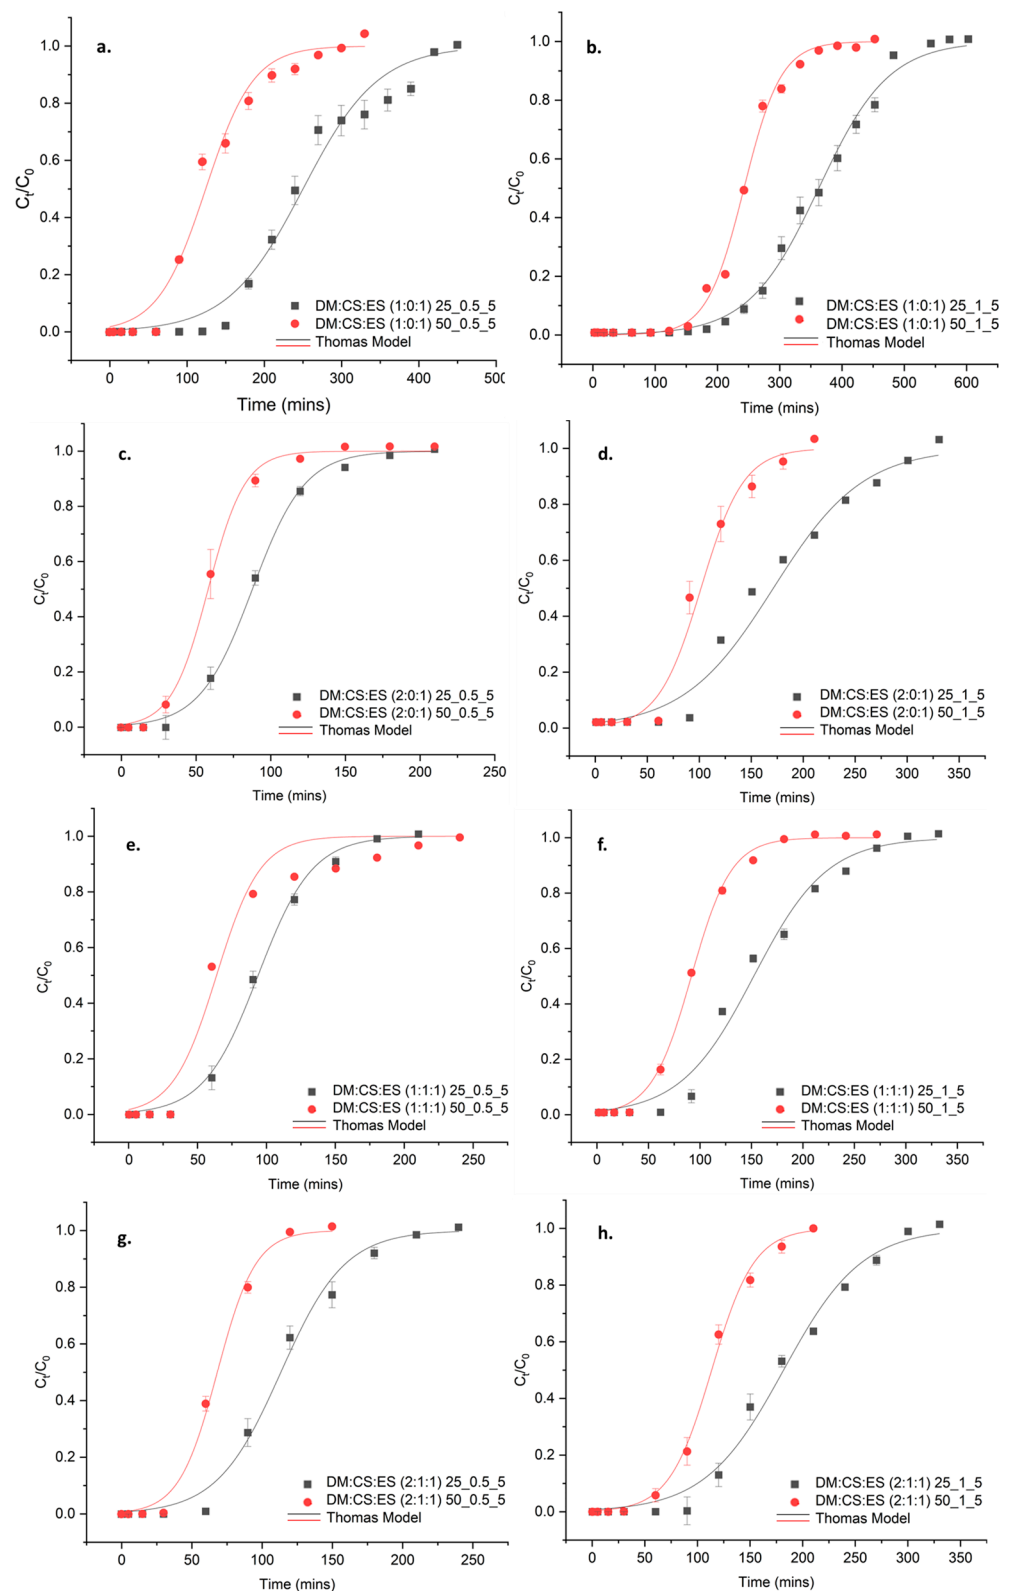 a.
1.0
0.8
0.6
0.4
0.2
0.0
Ct/C0
DM:CS:ES (1:0:1) 25_0.5_5
DM:CS:ES (1:0:1) 50_0.5_5
Thomas Model
0 100 200 300 400 500
Time (mins)
b.
1.0
0.8
0.6
0.4
0.2
0.0
Ct/C0
DM:CS:ES (1:0:1) 25_1_5
DM:CS:ES (1:0:1) 50_1_5
Thomas Model
0 100 200 300 400 500 600
Time (mins)
c.
1.0
0.8
0.6
0.4
0.2
0.0
Ct/C0
DM:CS:ES (2:0:1) 25_0.5_5
DM:CS:ES (2:0:1) 50_0.5_5
Thomas Model
0 50 100 150 200 250
Time (mins)
d.
1.0
0.8
0.6
0.4
0.2
0.0
Ct/C0
DM:CS:ES (2:0:1) 25_1_5
DM:CS:ES (2:0:1) 50_1_5
Thomas Model
0 50 100 150 200 250 300 350
Time (mins)
e.
1.0
0.8
0.6
0.4
0.2
0.0
Ct/C0
DM:CS:ES (1:1:1) 25_0.5_5
DM:CS:ES (1:1:1) 50_0.5_5
Thomas Model
0 50 100 150 200 250
Time (mins)
f.
1.0
0.8
0.6
0.4
0.2
0.0
Ct/C0
DM:CS:ES (1:1:1) 25_1_5
DM:CS:ES (1:1:1) 50_1_5
Thomas Model
0 50 100 150 200 250 300 350
Time (mins)
g.
1.0
0.8
0.6
0.4
0.2
0.0
Ct/C0
DM:CS:ES (2:1:1) 25_0.5_5
DM:CS:ES (2:1:1) 50_0.5_5
Thomas Model
0 50 100 150 200 250
Time (mins)
h.
1.0
0.8
0.6
0.4
0.2
0.0
Ct/C0
DM:CS:ES (2:1:1) 25_1_5
DM:CS:ES (2:1:1) 50_1_5
Thomas Model
0 50 100 150 200 250 300 350
Time (mins)